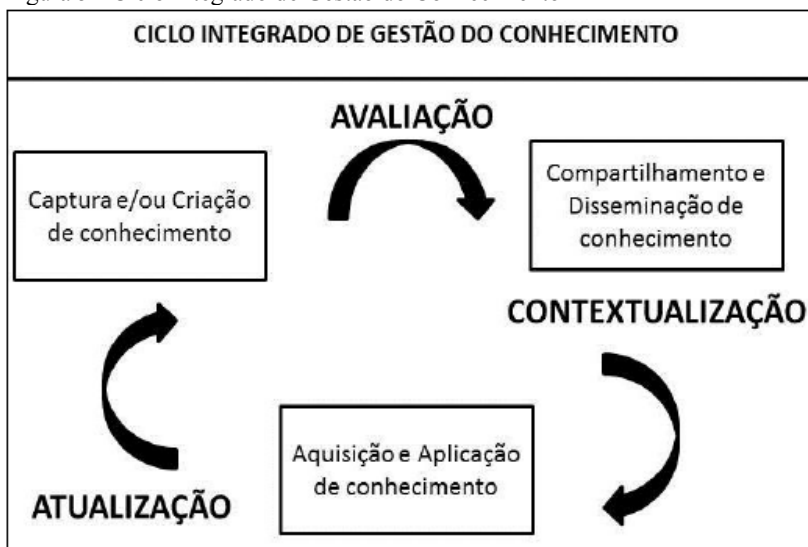 CICLO INTEGRADO DE GESTÃO DO CONHECIMENTO
AVALIAÇÃO
Captura e/ou Criação
de conhecimento
Compartilhamento e
Disseminação de
conhecimento
CONTEXTUALIZAÇÃO
Aquisição e Aplicação
de conhecimento
ATUALIZAÇÃO